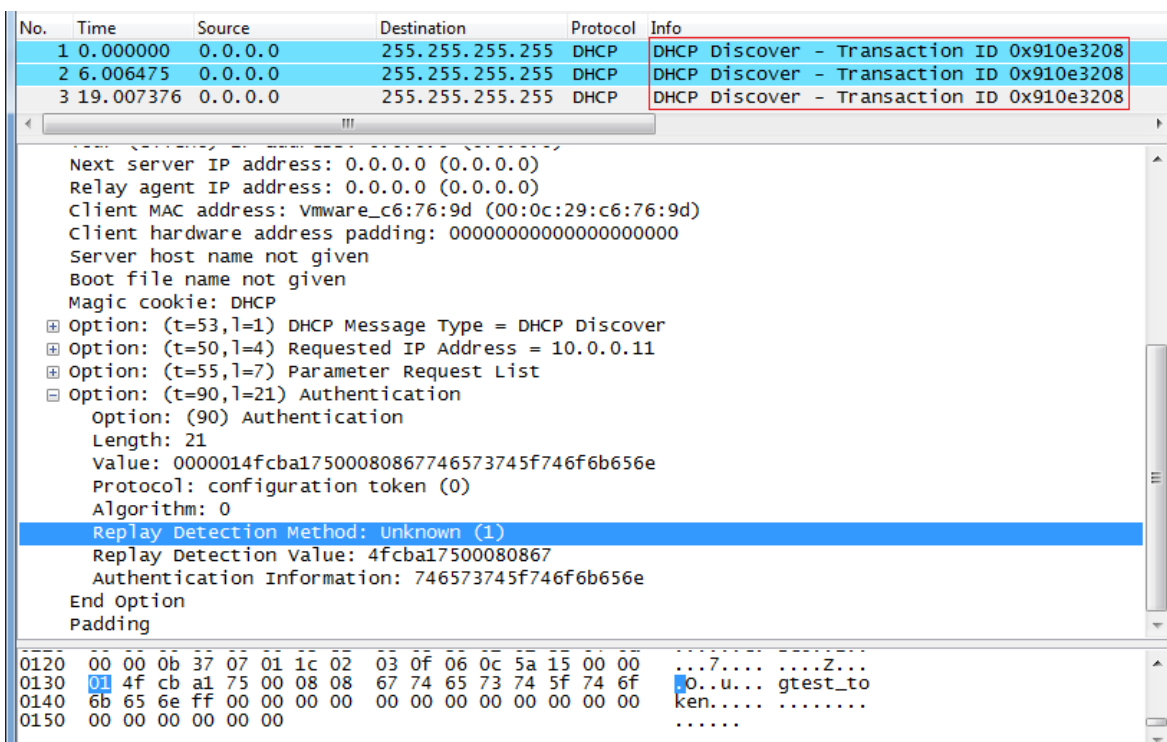 No. Time Source Destination Protocol Info
1 0.000000 0.0.0.0 255.255.255.255 DHCP DHCP Discover - Transaction ID 0x910e3208
2 6.006475 0.0.0.0 255.255.255.255 DHCP DHCP Discover - Transaction ID 0x910e3208
3 19.007376 0.0.0.0 255.255.255.255 DHCP DHCP Discover - Transaction ID 0x910e3208
Next server IP address: 0.0.0.0 (0.0.0.0)
Relay agent IP address: 0.0.0.0 (0.0.0.0)
Client MAC address: Vmware_c6:76:9d (00:0c:29:c6:76:9d)
Client hardware address padding: 00000000000000000000
Server host name not given
Boot file name not given
Magic cookie: DHCP
Option: (t=53,l=1) DHCP Message Type = DHCP Discover
Option: (t=50,l=4) Requested IP Address = 10.0.0.11
Option: (t=55,l=7) Parameter Request List
Option: (t=90,l=21) Authentication
Option: (90) Authentication
Length: 21
Value: 0000014fcba17500080867746573745f746f6b656e
Protocol: configuration token (0)
Algorithm: 0
Replay Detection Method: Unknown (1)
Replay Detection Value: 4fcba17500080867
Authentication Information: 746573745f746f6b656e
End Option
Padding
0120 00 00 0b 37 07 01 1c 02 03 0f 06 0c 5a 15 00 00 ...7.... ....Z...
0130 01 4f cb a1 75 00 08 08 67 74 65 73 74 5f 74 6f .O..u... gtest_to
0140 6b 65 6e ff 00 00 00 00 00 00 00 00 00 00 00 00 ken..... ........
0150 00 00 00 00 00 00 ......